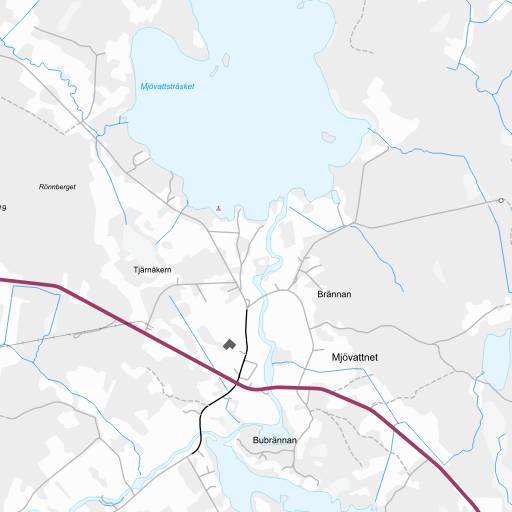 Mjövattsträsket
Rönnberget
Tjärnåkern
Brännan
Mjövattnet
Bubrännan